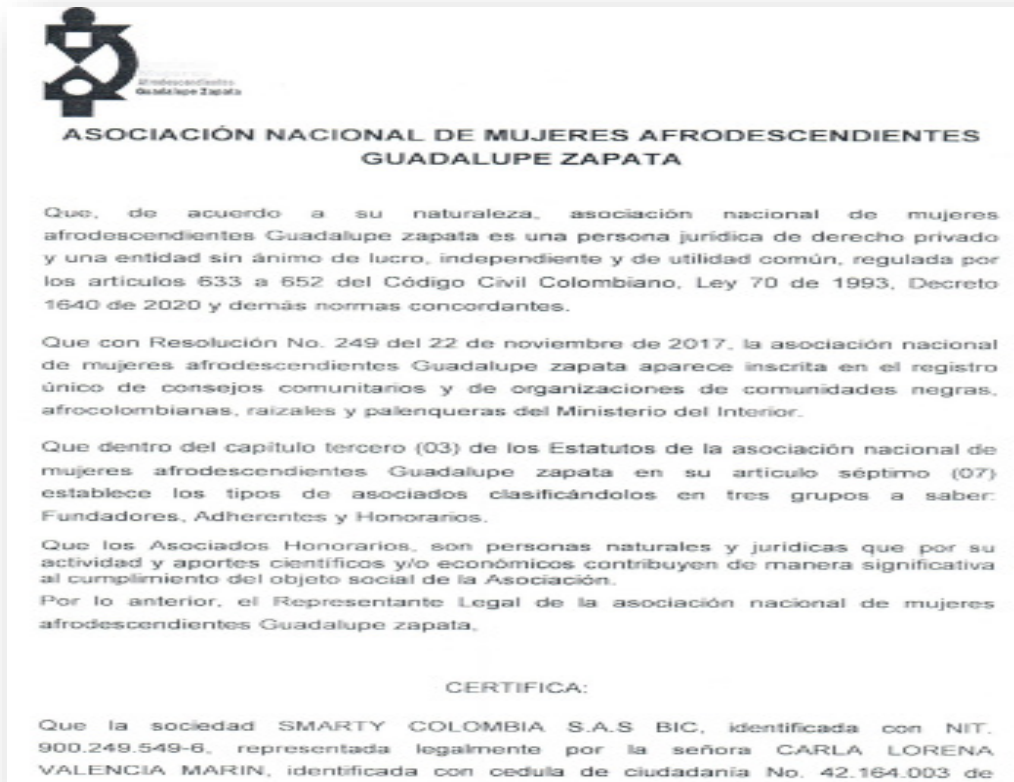 Afrodescendientes
Guadalupe Zapata
ASOCIACIÓN NACIONAL DE MUJERES AFRODESCENDIENTES
GUADALUPE ZAPATA
Que, de acuerdo a su naturaleza, asociación nacional de mujeres
afrodescendientes Guadalupe zapata es una persona jurídica de derecho privado
y una entidad sin ánimo de lucro, independiente y de utilidad común, regulada por
los artículos 633 a 652 del Código Civil Colombiano, Ley 70 de 1993, Decreto
1640 de 2020 y demás normas concordantes.
Que con Resolución No. 249 del 22 de noviembre de 2017, la asociación nacional
de mujeres afrodescendientes Guadalupe zapata aparece inscrita en el registro
único de consejos comunitarios y de organizaciones de comunidades negras,
afrocolombianas, raizales y palenqueras del Ministerio del Interior.
Que dentro del capítulo tercero (03) de los Estatutos de la asociación nacional de
mujeres afrodescendientes Guadalupe zapata en su artículo séptimo (07)
establece los tipos de asociados clasificándolos en tres grupos a saber:
Fundadores, Adherentes y Honorarios.
Que los Asociados Honorarios, son personas naturales y jurídicas que por su
actividad y aportes científicos y/o económicos contribuyen de manera significativa
al cumplimiento del objeto social de la Asociación.
Por lo anterior, el Representante Legal de la asociación nacional de mujeres
afrodescendientes Guadalupe zapata,
CERTIFICA:
Que la sociedad SMARTY COLOMBIA S.A.S BIC, identificada con NIT.
900.249.549-6, representada legalmente por la señora CARLA LORENA
VALENCIA MARIN, identificada con cedula de ciudadanía No. 42.164.003 de